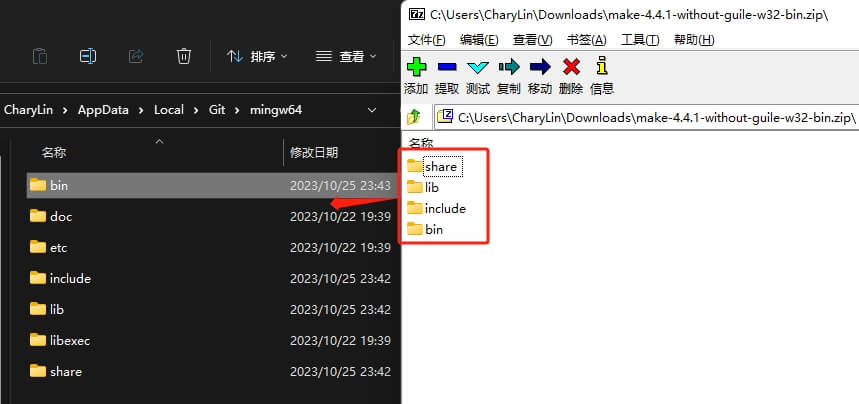 排序
查看
CharyLin > AppData > Local > Git > mingw64
名称 修改日期
bin 2023/10/25 23:43
doc 2023/10/22 19:39
etc 2023/10/22 19:39
include 2023/10/25 23:42
lib 2023/10/25 23:42
libexec 2023/10/22 19:39
share 2023/10/25 23:42
7z C:\Users\CharyLin\Downloads\make-4.4.1-without-guile-w32-bin.zip\
文件(F) 编辑(E) 查看(V) 书签(A) 工具(T) 帮助(H)
添加 提取 测试 复制 移动 删除 信息
C:\Users\CharyLin\Downloads\make-4.4.1-without-guile-w32-bin.zip\
名称
share
lib
include
bin